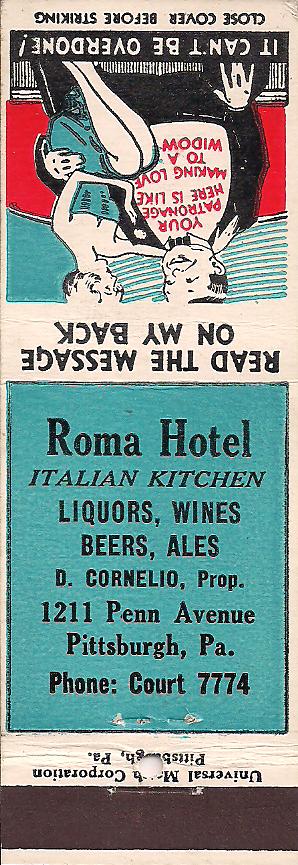 CLOSE COVER BEFORE STRIKING
IT CAN'T BE OVERDONE!
YOUR
PATRONAGE
HERE IS LIKE
MAKING LOVE
TO A
WIDOW
READ THE MESSAGE
ON MY BACK
Roma Hotel
ITALIAN KITCHEN
LIQUORS, WINES
BEERS, ALES
D. CORNELIO, Prop.
1211 Penn Avenue
Pittsburgh, Pa.
Phone: Court 7774
Universal Match Corporation
Pittsburgh, Pa.